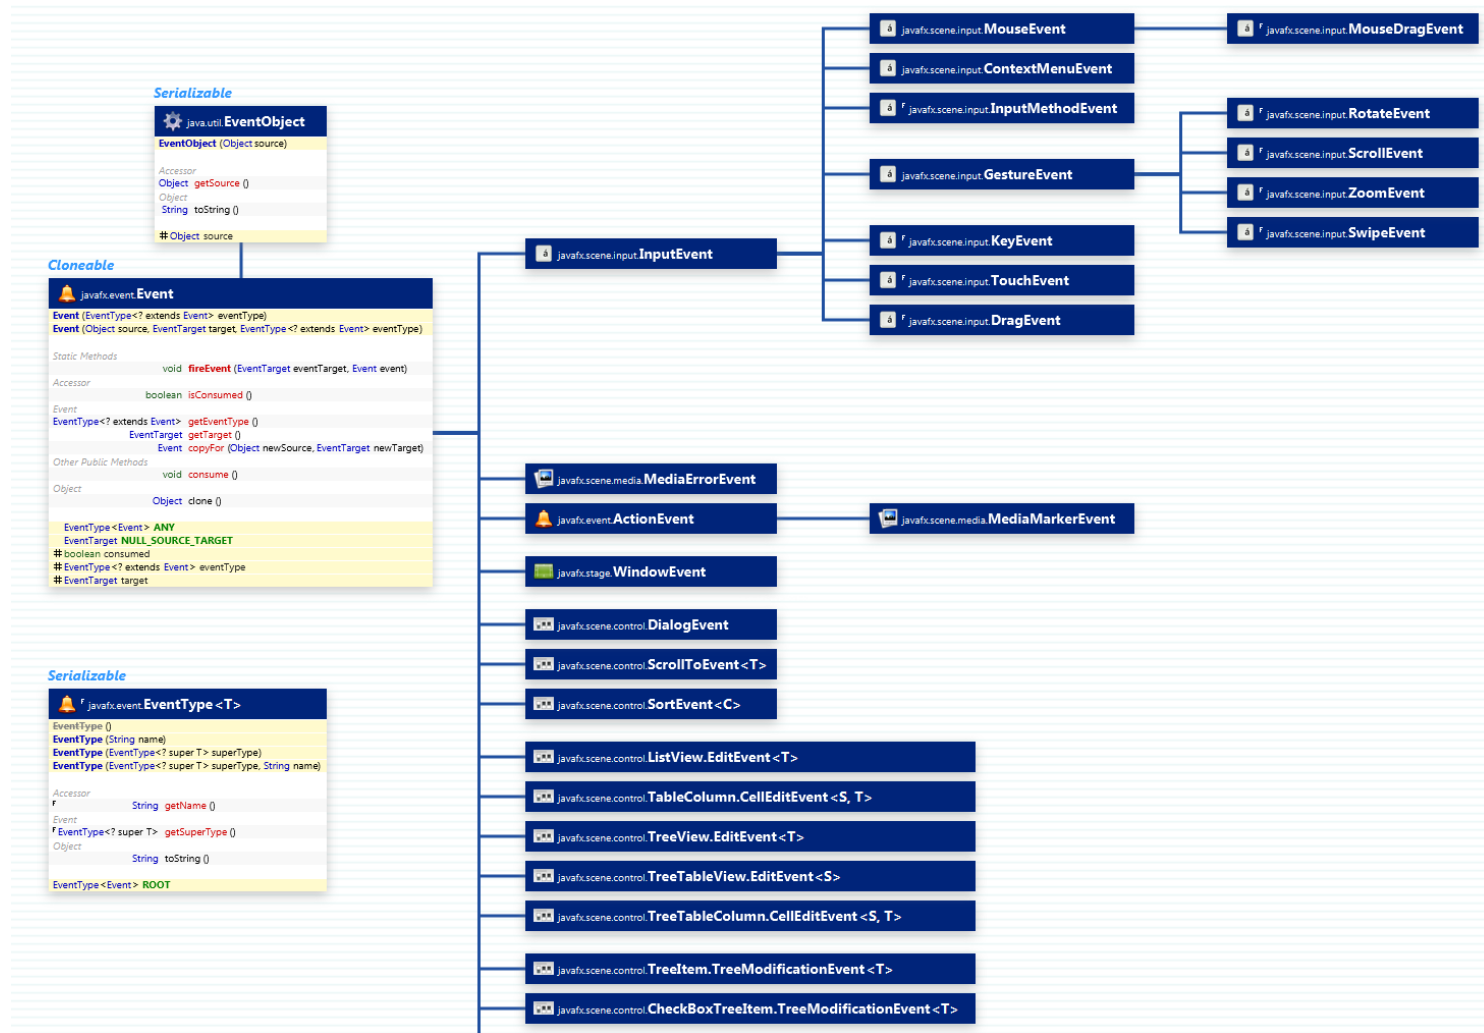 Serializable
java.util.EventObject
EventObject (Object source)
Accessor
Object getSource ()
Object
String toString ()
# Object source
Cloneable
javafx.event.Event
Event (EventType<? extends Event> eventType)
Event (Object source, EventTarget target, EventType <? extends Event> eventType)
Static Methods
void fireEvent (EventTarget eventTarget, Event event)
Accessor
boolean isConsumed ()
Event
EventType<? extends Event> getEventType ()
EventTarget getTarget ()
Event copyFor (Object newSource, EventTarget newTarget)
Other Public Methods
void consume ()
Object
Object clone ()
EventType <Event> ANY
EventTarget NULL_SOURCE_TARGET
# boolean consumed
# EventType <? extends Event> eventType
# EventTarget target
Serializable
F javafx.event.EventType <T>
EventType ()
EventType (String name)
EventType (EventType<? super T> superType)
EventType (EventType<? super T> superType, String name)
Accessor
F String getName ()
Event
F EventType<? super T> getSuperType ()
Object
String toString ()
EventType <Event> ROOT
javafx.scene.input.InputEvent
javafx.scene.input.MouseEvent
F javafx.scene.input.MouseDragEvent
javafx.scene.input.ContextMenuEvent
F javafx.scene.input.InputMethodEvent
javafx.scene.input.GestureEvent
F javafx.scene.input.RotateEvent
F javafx.scene.input.ScrollEvent
F javafx.scene.input.ZoomEvent
F javafx.scene.input.SwipeEvent
F javafx.scene.input.KeyEvent
F javafx.scene.input.TouchEvent
F javafx.scene.input.DragEvent
javafx.scene.media.MediaErrorEvent
javafx.event.ActionEvent
javafx.scene.media.MediaMarkerEvent
javafx.stage.WindowEvent
javafx.scene.control.DialogEvent
javafx.scene.control.ScrollToEvent <T>
javafx.scene.control.SortEvent <C>
javafx.scene.control.ListView.EditEvent <T>
javafx.scene.control.TableColumn.CellEditEvent <S, T>
javafx.scene.control.TreeView.EditEvent <T>
javafx.scene.control.TreeTableView.EditEvent <S>
javafx.scene.control.TreeTableColumn.CellEditEvent <S, T>
javafx.scene.control.TreeItem.TreeModificationEvent <T>
javafx.scene.control.CheckBoxTreeItem.TreeModificationEvent <T>